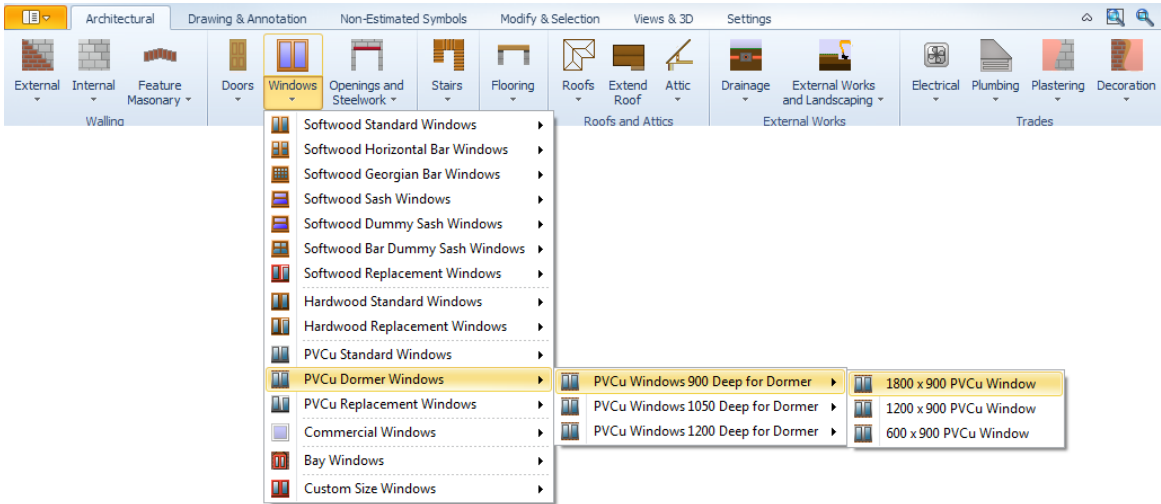 Architectural Drawing & Annotation Non-Estimated Symbols Modify & Selection Views & 3D Settings
External Internal Feature Masonary Doors Windows Openings and Steelwork Stairs Flooring Roofs Extend Roof Attic Drainage External Works and Landscaping Electrical Plumbing Plastering Decoration
Walling Roofs and Attics External Works Trades
Softwood Standard Windows
Softwood Horizontal Bar Windows
Softwood Georgian Bar Windows
Softwood Sash Windows
Softwood Dummy Sash Windows
Softwood Bar Dummy Sash Windows
Softwood Replacement Windows
Hardwood Standard Windows
Hardwood Replacement Windows
PVCu Standard Windows
PVCu Dormer Windows PVCu Windows 900 Deep for Dormer 1800 x 900 PVCu Window
PVCu Replacement Windows PVCu Windows 1050 Deep for Dormer 1200 x 900 PVCu Window
Commercial Windows PVCu Windows 1200 Deep for Dormer 600 x 900 PVCu Window
Bay Windows
Custom Size Windows